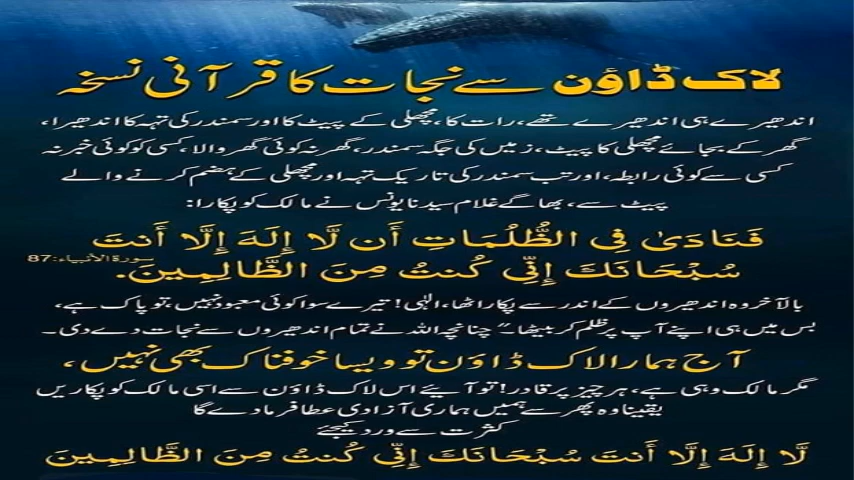 لاک ڈاؤن سے نجات کا قرآنی نسخہ
اندھیرے ہی اندھیرے تھے، رات کا، مچھلی کے پیٹ کا اور سمندر کی تہہ کا اندھیرا،
گھر کے بجائے مچھلی کا پیٹ، زمیں کی جگہ سمندر، گھر نہ کوئی گھر والا، کسی کو کوئی خبر نہ
کسی سے کوئی رابطہ، اور تب سمندر کی تاریک تہہ اور مچھلی کے ہضم کرنے والے
پیٹ سے، بھاگے غلام سیدنا یونس نے مالک کو پکارا:
فَنَادَىٰ فِي الظُّلُمَاتِ أَن لَّا إِلَهَ إِلَّا أَنتَ
سُبْحَانَكَ إِنِّي كُنتُ مِنَ الظَّالِمِينَ. سورة الأنبياء:87
بالآخر وہ اندھیروں کے اندر سے پکار اٹھا، الٰہی! تیرے سوا کوئی معبود نہیں، تو پاک ہے،
بس میں ہی اپنے آپ پر ظلم کر بیٹھا۔" چنانچہ اللہ نے تمام اندھیروں سے نجات دے دی۔
آج ہمارا لاک ڈاؤن تو ویسا خوفناک بھی نہیں،
مگر مالک وہی ہے، ہر چیز پر قادر! تو آیئے اس لاک ڈاؤن سے اسی مالک کو پکاریں
یقینا وہ پھر سے ہمیں ہماری آزادی عطا فرما دے گا
کثرت سے ورد کیجئے
لَّا إِلَهَ إِلَّا أَنتَ سُبْحَانَكَ إِنِّي كُنتُ مِنَ الظَّالِمِينَ